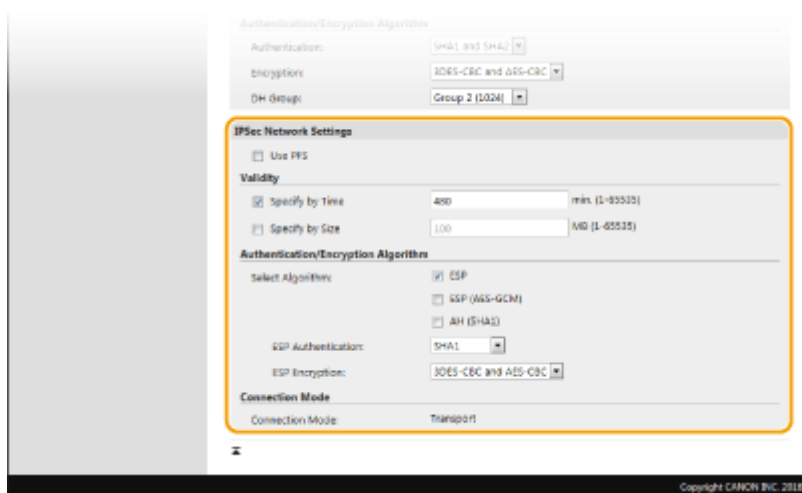 Authentication/Encryption Algorithm
Authentication: SHA1 and SHA2
Encryption: 3DES-CBC and AES-CBC
DH Group: Group 2 (1024)
IPSec Network Settings
Use PFS
Validity
Specify by Time 480 min. (1-65535)
Specify by Size 100 MB (1-65535)
Authentication/Encryption Algorithm
Select Algorithm: ESP
ESP (AES-GCM)
AH (SHA1)
ESP Authentication: SHA1
ESP Encryption: 3DES-CBC and AES-CBC
Connection Mode
Connection Mode: Transport
Copyright CANON INC. 2018